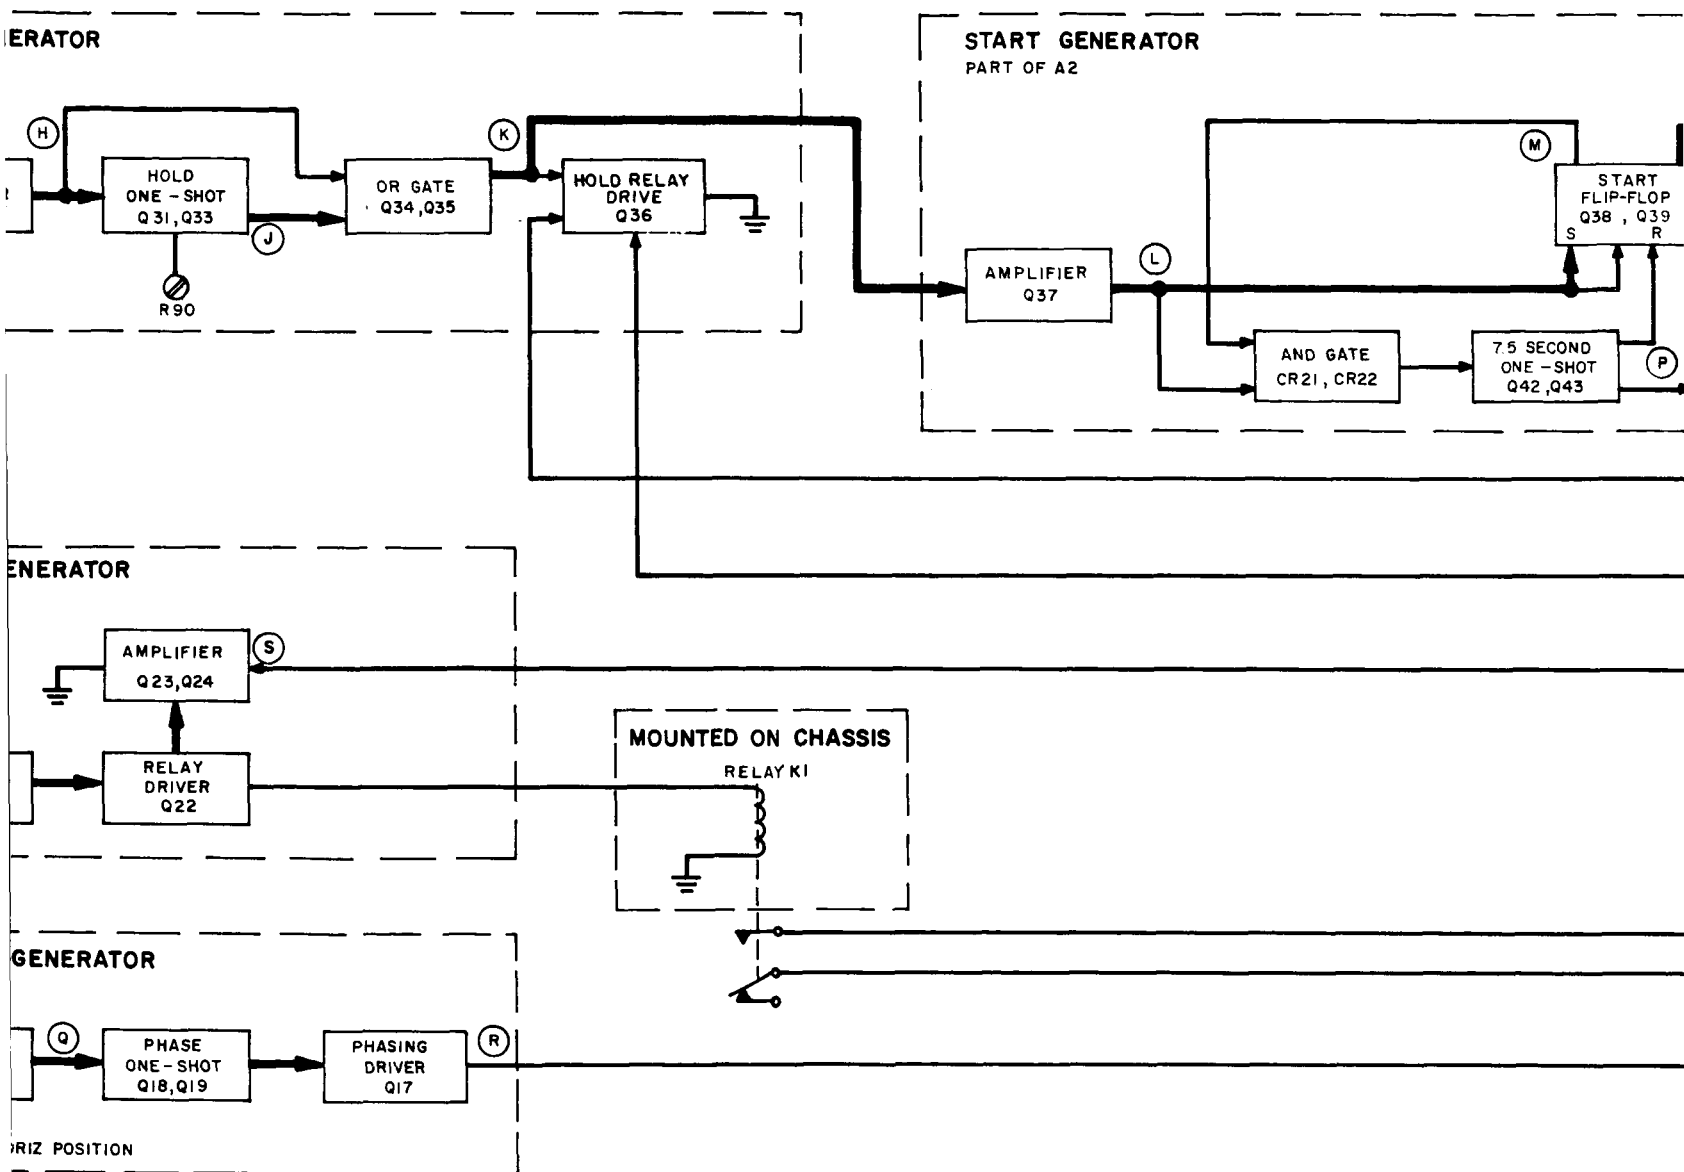 ERATOR
H
HOLD
ONE-SHOT
Q31,Q33
J
R90
OR GATE
Q34,Q35
K
HOLD RELAY
DRIVE
Q36
START GENERATOR
PART OF A2
AMPLIFIER
Q37
L
M
START
FLIP-FLOP
Q38 , Q39
S R
AND GATE
CR21, CR22
7.5 SECOND
ONE-SHOT
Q42,Q43
P
ENERATOR
AMPLIFIER
Q23,Q24
S
RELAY
DRIVER
Q22
MOUNTED ON CHASSIS
RELAY K1
GENERATOR
Q
PHASE
ONE-SHOT
Q18,Q19
PHASING
DRIVER
Q17
R
RIZ POSITION